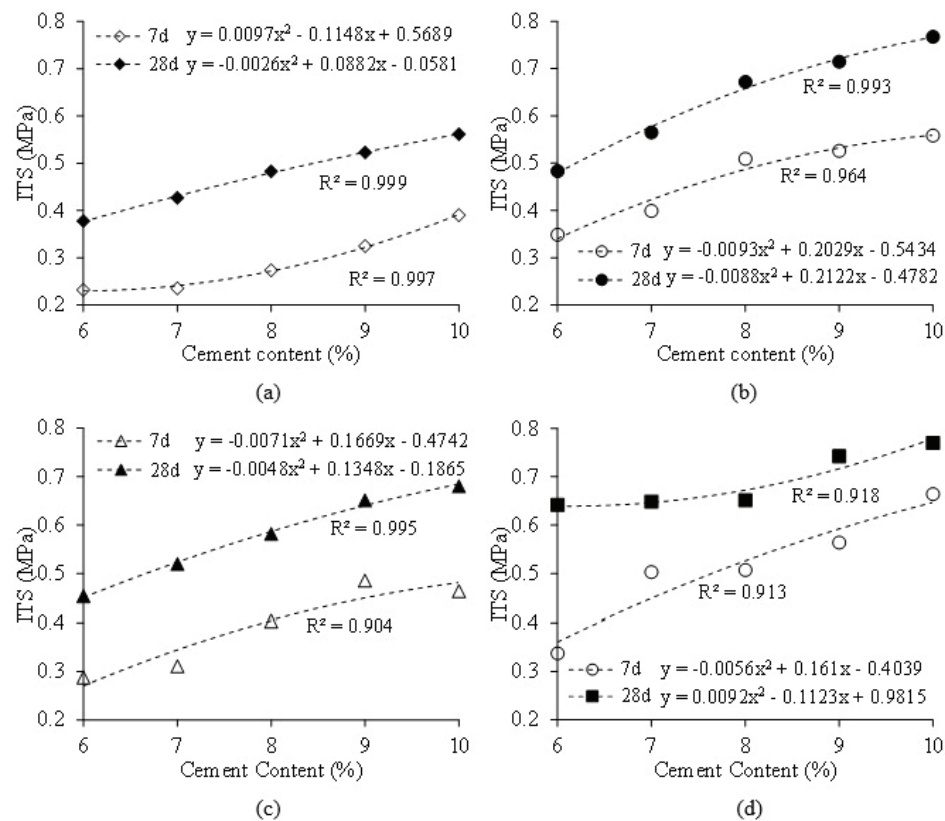 0.8
0.7
0.6
0.5
0.4
0.3
0.2
ITS (MPa)
7d y = 0.0097x² - 0.1148x + 0.5689
28d y = -0.0026x² + 0.0882x - 0.0581
R² = 0.999
R² = 0.997
6 7 8 9 10
Cement content (%)
(a)
0.8
0.7
0.6
0.5
0.4
0.3
0.2
ITS (MPa)
R² = 0.993
R² = 0.964
7d y = -0.0093x² + 0.2029x - 0.5434
28d y = -0.0088x² + 0.2122x - 0.4782
6 7 8 9 10
Cement content (%)
(b)
0.8
0.7
0.6
0.5
0.4
0.3
0.2
ITS (MPa)
7d y = -0.0071x² + 0.1669x - 0.4742
28d y = -0.0048x² + 0.1348x - 0.1865
R² = 0.995
R² = 0.904
6 7 8 9 10
Cement Content (%)
(c)
0.8
0.7
0.6
0.5
0.4
0.3
0.2
ITS (MPa)
R² = 0.918
R² = 0.913
7d y = -0.0056x² + 0.161x - 0.4039
28d y = 0.0092x² - 0.1123x + 0.9815
6 7 8 9 10
Cement Content (%)
(d)